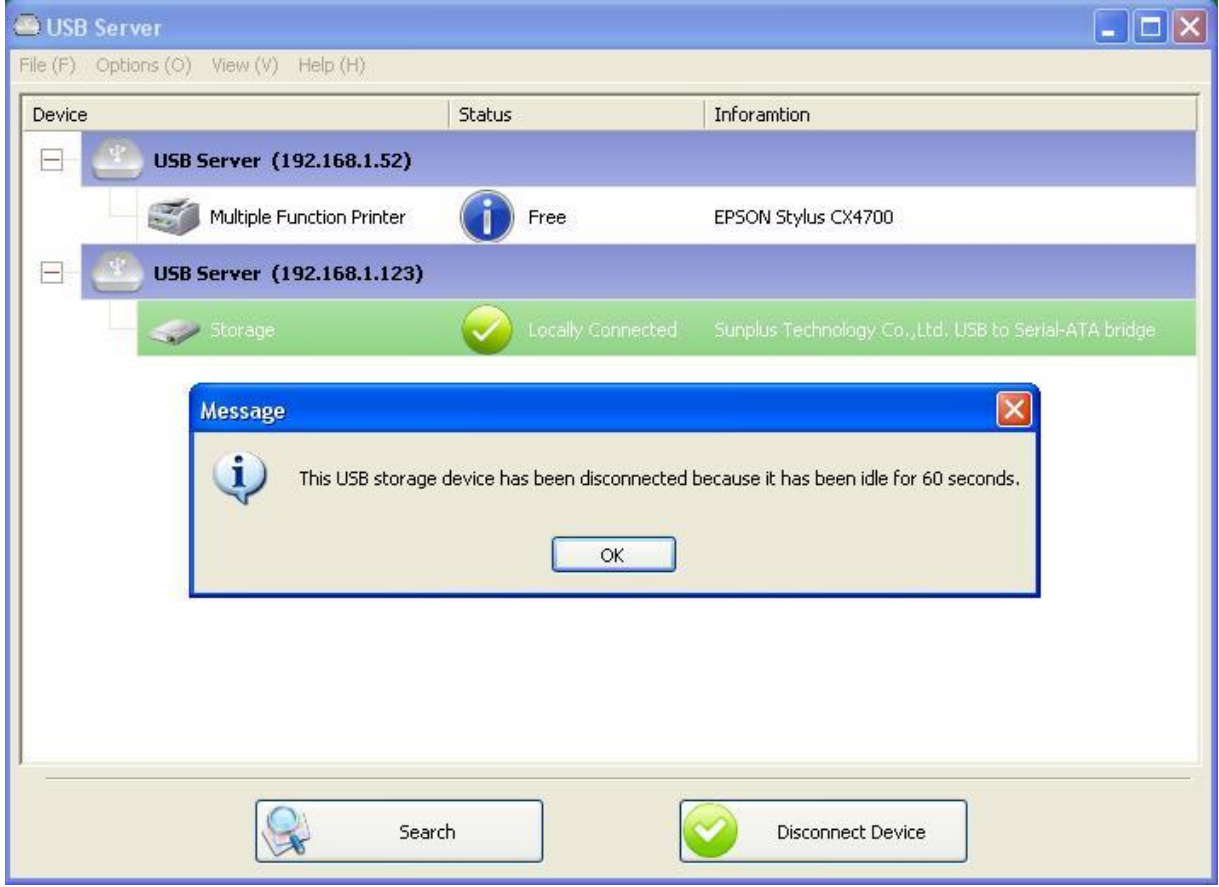 USB Server
File (F) Options (O) View (V) Help (H)
Device Status Inforamtion
USB Server (192.168.1.52)
Multiple Function Printer Free EPSON Stylus CX4700
USB Server (192.168.1.123)
Storage Locally Connected Sunplus Technology Co.,Ltd. USB to Serial-ATA bridge
Message
This USB storage device has been disconnected because it has been idle for 60 seconds.
OK
Search Disconnect Device